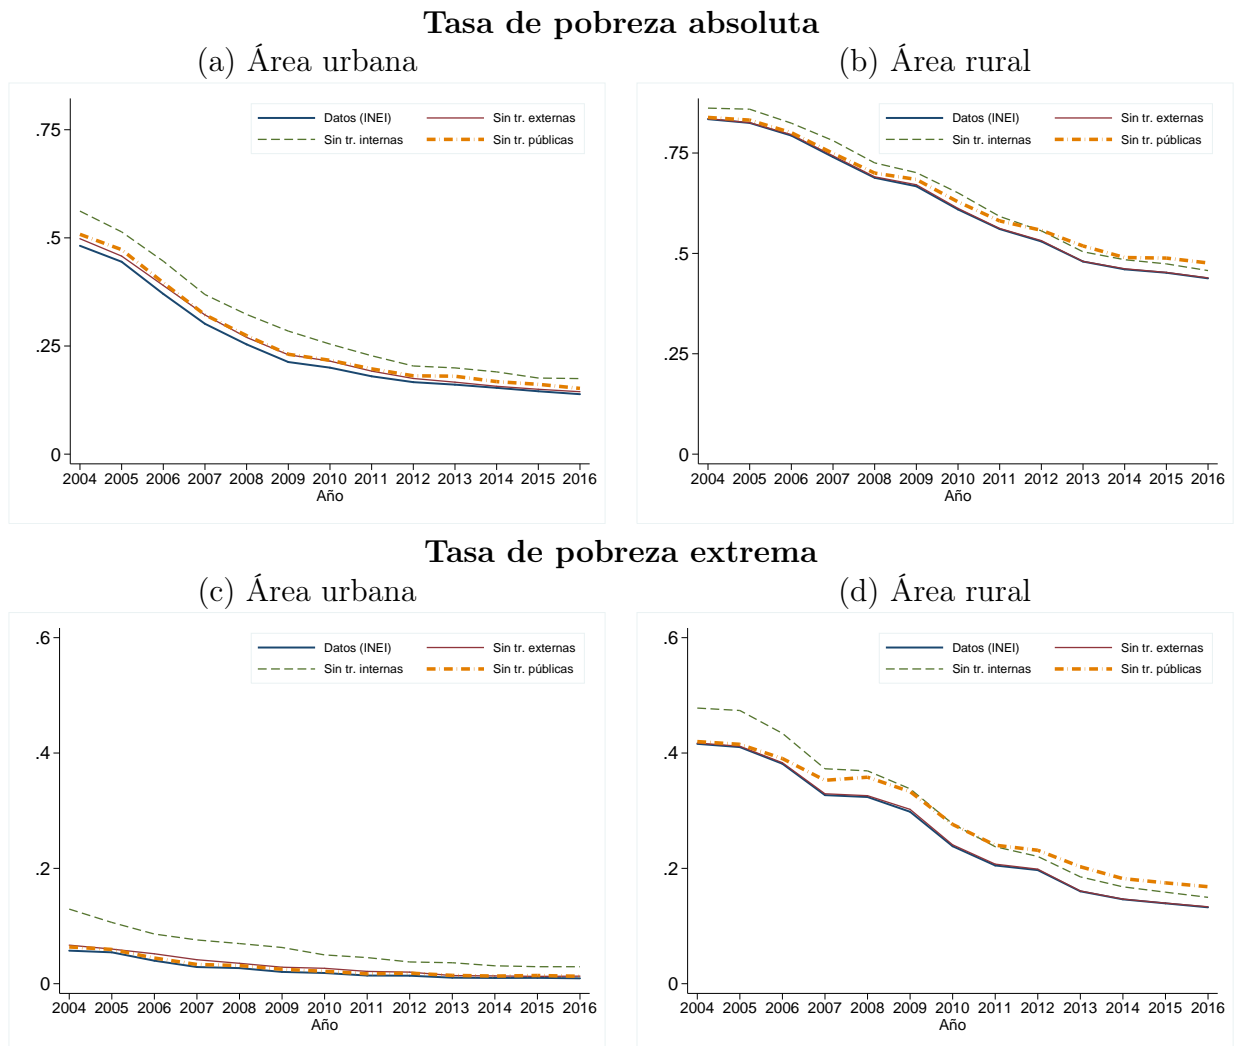 Tasa de pobreza absoluta
(a) Área urbana
.75
.5
.25
0
Datos (INEI) Sin tr. externas
Sin tr. internas Sin tr. públicas
2004 2005 2006 2007 2008 2009 2010 2011 2012 2013 2014 2015 2016
Año
(b) Área rural
.75
.5
.25
0
Datos (INEI) Sin tr. externas
Sin tr. internas Sin tr. públicas
2004 2005 2006 2007 2008 2009 2010 2011 2012 2013 2014 2015 2016
Año
Tasa de pobreza extrema
(c) Área urbana
.6
.4
.2
0
Datos (INEI) Sin tr. externas
Sin tr. internas Sin tr. públicas
2004 2005 2006 2007 2008 2009 2010 2011 2012 2013 2014 2015 2016
Año
(d) Área rural
.6
.4
.2
0
Datos (INEI) Sin tr. externas
Sin tr. internas Sin tr. públicas
2004 2005 2006 2007 2008 2009 2010 2011 2012 2013 2014 2015 2016
Año